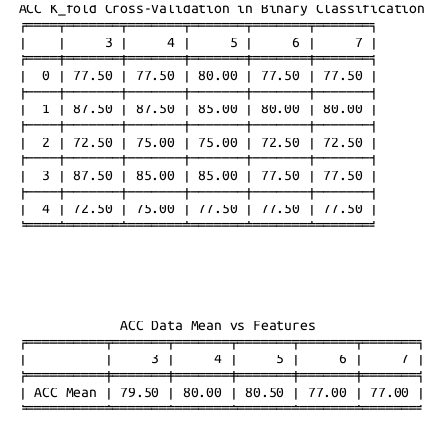 ACC K_fold Cross-Validation in Binary Classification
3 | 4 | 5 | 6 | 7
0 | 77.50 | 77.50 | 80.00 | 77.50 | 77.50
1 | 87.50 | 87.50 | 85.00 | 80.00 | 80.00
2 | 72.50 | 75.00 | 75.00 | 72.50 | 72.50
3 | 87.50 | 85.00 | 85.00 | 77.50 | 77.50
4 | 72.50 | 75.00 | 77.50 | 77.50 | 77.50
ACC Data Mean vs Features
3 | 4 | 5 | 6 | 7
ACC Mean | 79.50 | 80.00 | 80.50 | 77.00 | 77.00